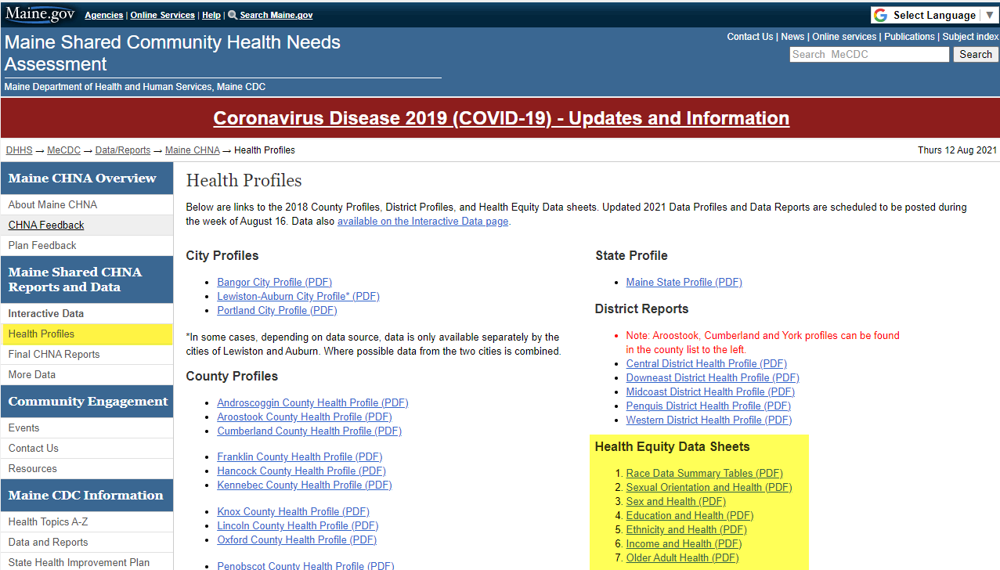 Maine.gov Agencies | Online Services | Help | Search Maine.gov
Select Language ▼
Maine Shared Community Health Needs
Assessment
Maine Department of Health and Human Services, Maine CDC
Contact Us | News | Online services | Publications | Subject index
Search MeCDC Search
Coronavirus Disease 2019 (COVID-19) - Updates and Information
DHHS → MeCDC → Data/Reports → Maine CHNA → Health Profiles
Thurs 12 Aug 2021
Maine CHNA Overview
About Maine CHNA
CHNA Feedback
Plan Feedback
Maine Shared CHNA
Reports and Data
Interactive Data
Health Profiles
Final CHNA Reports
More Data
Community Engagement
Events
Contact Us
Resources
Maine CDC Information
Health Topics A-Z
Data and Reports
State Health Improvement Plan
Health Profiles
Below are links to the 2018 County Profiles, District Profiles, and Health Equity Data sheets. Updated 2021 Data Profiles and Data Reports are scheduled to be posted during
the week of August 16. Data also available on the Interactive Data page.
City Profiles
• Bangor City Profile (PDF)
• Lewiston-Auburn City Profile* (PDF)
• Portland City Profile (PDF)
*In some cases, depending on data source, data is only available separately by the
cities of Lewiston and Auburn. Where possible data from the two cities is combined.
County Profiles
• Androscoggin County Health Profile (PDF)
• Aroostook County Health Profile (PDF)
• Cumberland County Health Profile (PDF)
• Franklin County Health Profile (PDF)
• Hancock County Health Profile (PDF)
• Kennebec County Health Profile (PDF)
• Knox County Health Profile (PDF)
• Lincoln County Health Profile (PDF)
• Oxford County Health Profile (PDF)
• Penobscot County Health Profile (PDF)
State Profile
• Maine State Profile (PDF)
District Reports
• Note: Aroostook, Cumberland and York profiles can be found
in the county list to the left.
• Central District Health Profile (PDF)
• Downeast District Health Profile (PDF)
• Midcoast District Health Profile (PDF)
• Penquis District Health Profile (PDF)
• Western District Health Profile (PDF)
Health Equity Data Sheets
1. Race Data Summary Tables (PDF)
2. Sexual Orientation and Health (PDF)
3. Sex and Health (PDF)
4. Education and Health (PDF)
5. Ethnicity and Health (PDF)
6. Income and Health (PDF)
7. Older Adult Health (PDF)